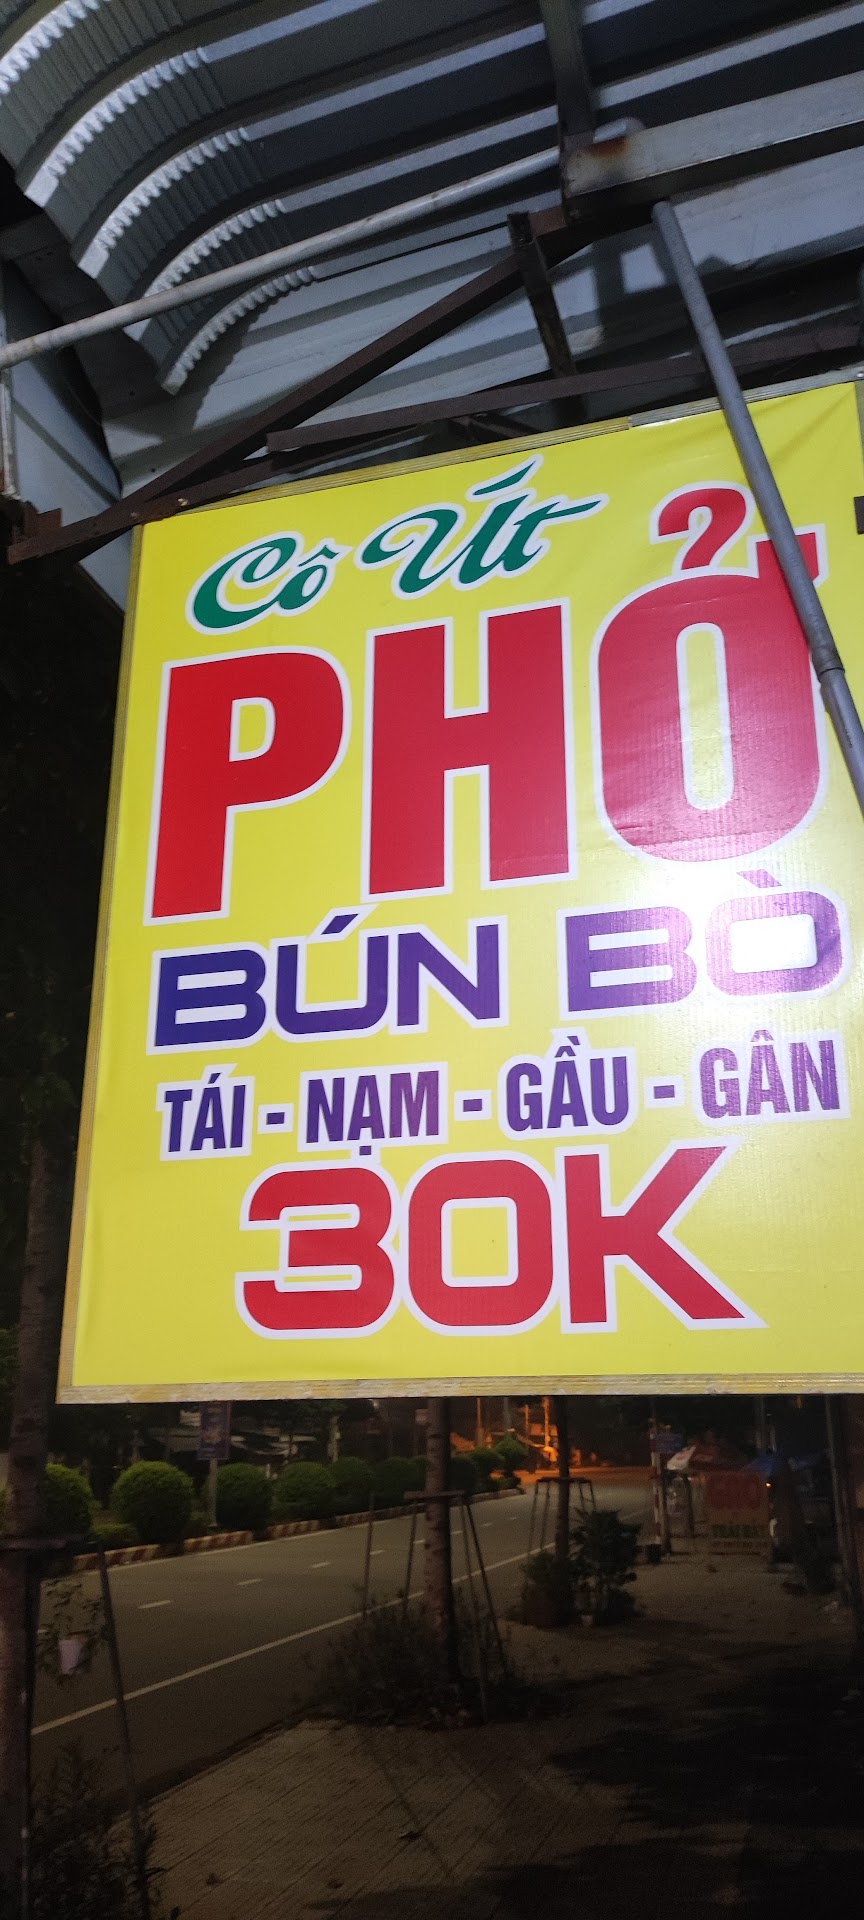 Cô Út
PHỞ
BÚN BÒ
TÁI - NẠM - GẦU - GÂN
30K